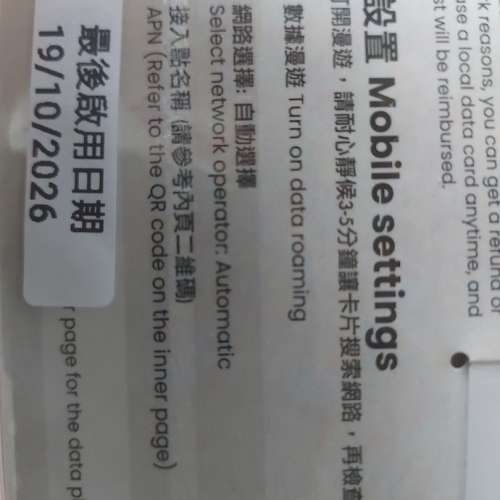 k reasons, you can get a refund or
use a local data card anytime, and
st will be reimbursed.
設置 Mobile settings
打開漫遊，請耐心靜候3-5分鐘讓卡片搜索網路，再檢查
數據漫遊 Turn on data roaming
網路選擇: 自動選擇
Select network operator: Automatic
接入點名稱 (請參考內頁二維碼)
APN (Refer to the QR code on the inner page)
r page for the data p
最後啟用日期
19/10/2026